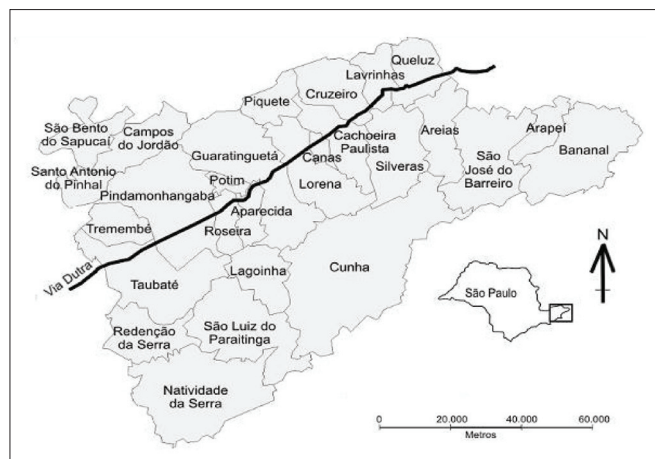 Queluz
Lavrinhas
Cruzeiro
Piquete
São Bento
do Sapucaí
Campos
do Jordão
Cachoeira
Paulista
Areias
Arapeí
Bananal
Guaratinguetá
Canas
Santo Antonio
do Pinhal
Potim
Lorena
Silveras
São
José do
Barreiro
Pindamonhangaba
Aparecida
Tremembé
Roseira
Via Dutra
Taubaté
Lagoinha
Cunha
N
São Paulo
Redenção
da Serra
São Luiz do
Paraitinga
Natividade
da Serra
0 20.000 40.000 60.000
Metros